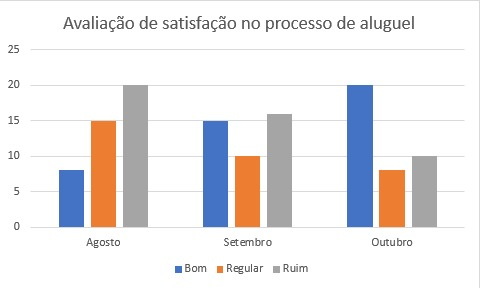 Avaliação de satisfação no processo de aluguel
25
20
15
10
5
0
Agosto Setembro Outubro
Bom Regular Ruim